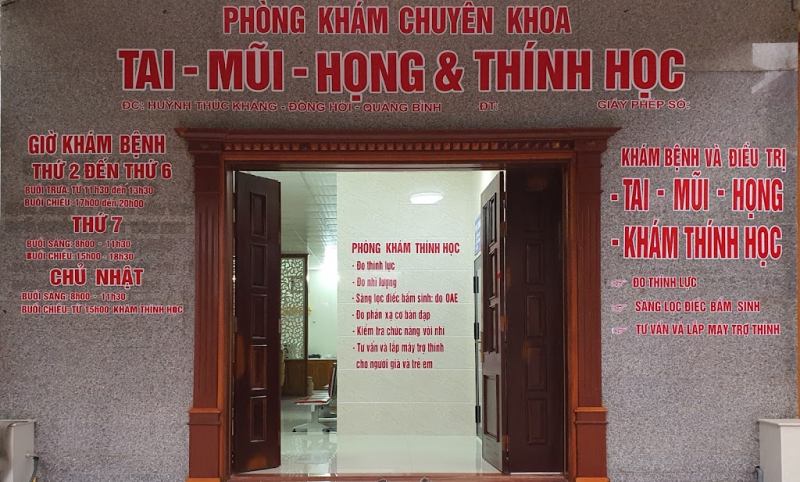 PHÒNG KHÁM CHUYÊN KHOA
TAI - MŨI - HỌNG & THÍNH HỌC
ĐC: HUỲNH THÚC KHÁNG - ĐỒNG HỚI - QUẢNG BÌNH ĐT: GIẤY PHÉP SỐ:
GIỜ KHÁM BỆNH
THỨ 2 ĐẾN THỨ 6
BUỔI TRƯA: TỪ 11h30 đến 13h30
BUỔI CHIỀU: 17h00 đến 20h00
THỨ 7
BUỔI SÁNG: 8h00 - 11h30
BUỔI CHIỀU: 15h00 - 18h30
CHỦ NHẬT
BUỔI SÁNG: 8h00 - 11h30
BUỔI CHIỀU: TỪ 15h00: KHÁM THÍNH HỌC
PHÒNG KHÁM THÍNH HỌC
- Đo thính lực
- Đo nhĩ lượng
- Sàng lọc điếc bẩm sinh: đo OAE
- Đo phản xạ cơ bàn đạp
- Kiểm tra chức năng vòi nhĩ
- Tư vấn và lắp máy trợ thính
cho người già và trẻ em
KHÁM BỆNH VÀ ĐIỀU TRỊ
- TAI - MŨI - HỌNG
- KHÁM THÍNH HỌC
ĐO THÍNH LỰC
SÀNG LỌC ĐIẾC BẨM SINH
TƯ VẤN VÀ LẮP MÁY TRỢ THÍNH